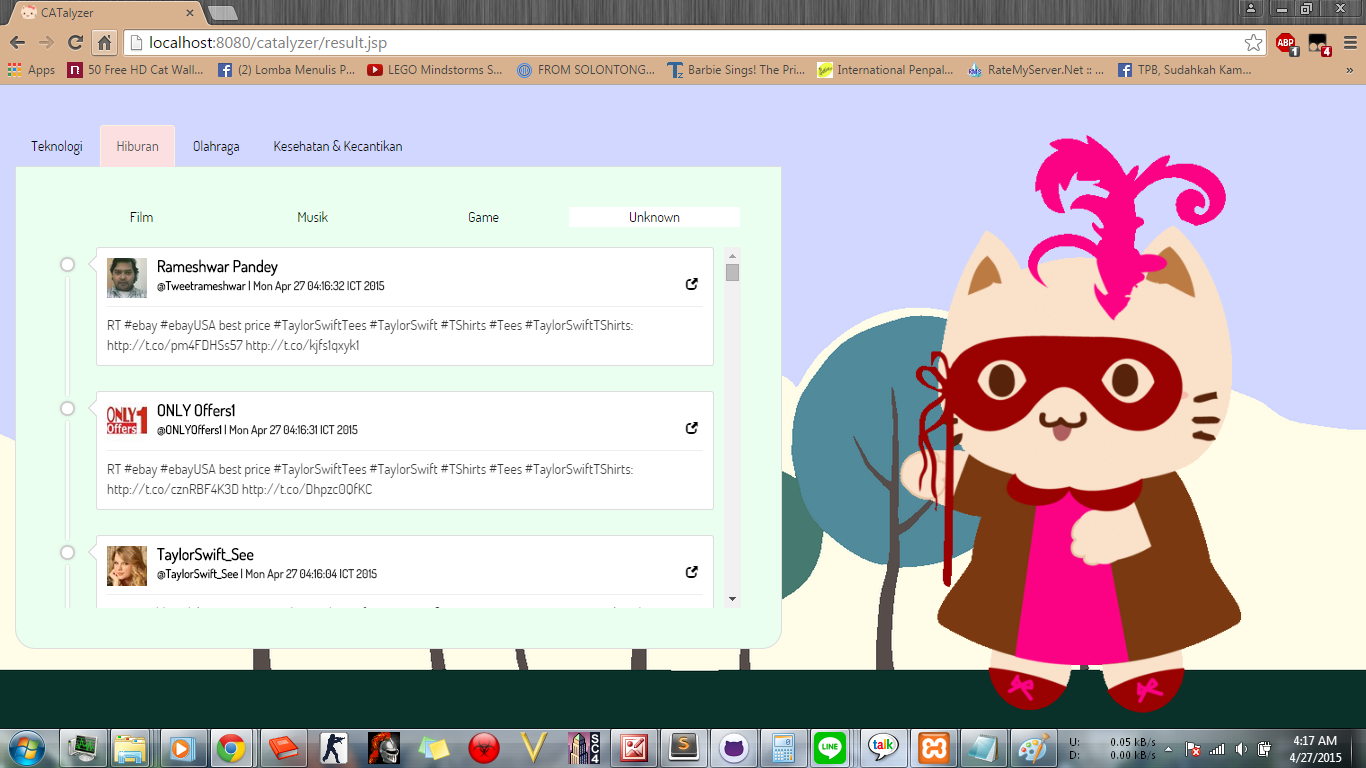 CATalyzer
localhost:8080/catalyzer/result.jsp
ABP 1 4
Apps 50 Free HD Cat Wall... (2) Lomba Menulis P... LEGO Mindstorms S... FROM SOLONTONG... Barbie Sings! The Pri... International Penpal... RateMyServer.Net :: ... TPB, Sudahkah Kam... »
Teknologi Hiburan Olahraga Kesehatan & Kecantikan
Film Musik Game Unknown
Rameshwar Pandey
@Tweetrameshwar | Mon Apr 27 04:16:32 ICT 2015
RT #ebay #ebayUSA best price #TaylorSwiftTees #TaylorSwift #TShirts #Tees #TaylorSwiftTShirts:
http://t.co/pm4FDHSs57 http://t.co/kjfs1qxyk1
ONLY 1
Offers
ONLY Offers1
@ONLYOffers1 | Mon Apr 27 04:16:31 ICT 2015
RT #ebay #ebayUSA best price #TaylorSwiftTees #TaylorSwift #TShirts #Tees #TaylorSwiftTShirts:
http://t.co/cznRBF4K3D http://t.co/Dhpzc0QfKC
TaylorSwift_See
@TaylorSwift_See | Mon Apr 27 04:16:04 ICT 2015
SC4
LINE
talk
U: 0.05 kB/s
D: 0.00 kB/s
4:17 AM
4/27/2015